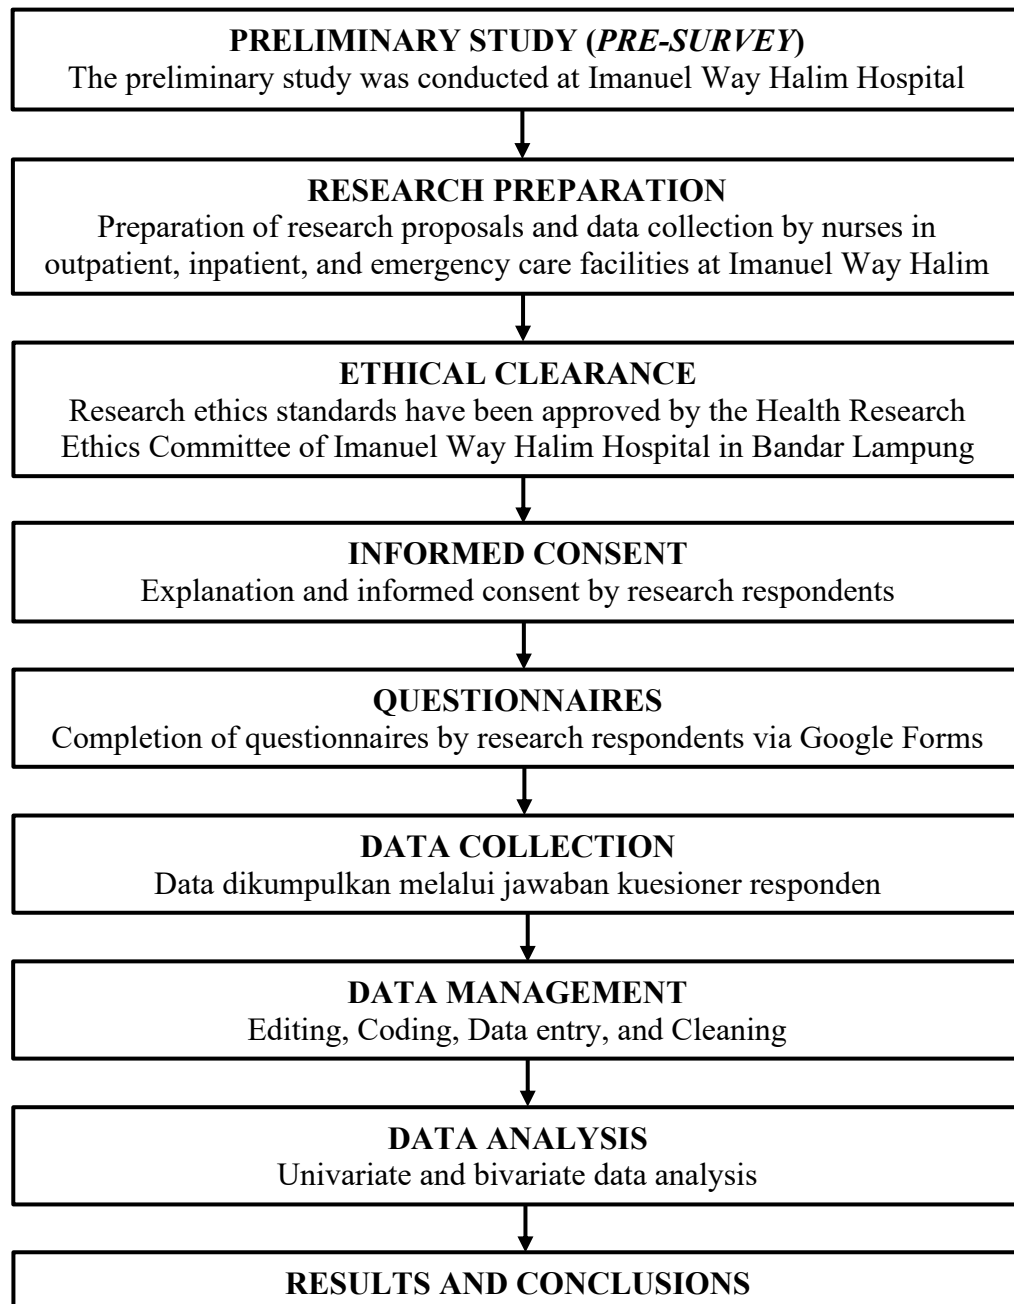 PRELIMINARY STUDY (PRE-SURVEY)
The preliminary study was conducted at Imanuel Way Halim Hospital
RESEARCH PREPARATION
Preparation of research proposals and data collection by nurses in
outpatient, inpatient, and emergency care facilities at Imanuel Way Halim
ETHICAL CLEARANCE
Research ethics standards have been approved by the Health Research
Ethics Committee of Imanuel Way Halim Hospital in Bandar Lampung
INFORMED CONSENT
Explanation and informed consent by research respondents
QUESTIONNAIRES
Completion of questionnaires by research respondents via Google Forms
DATA COLLECTION
Data dikumpulkan melalui jawaban kuesioner responden
DATA MANAGEMENT
Editing, Coding, Data entry, and Cleaning
DATA ANALYSIS
Univariate and bivariate data analysis
RESULTS AND CONCLUSIONS